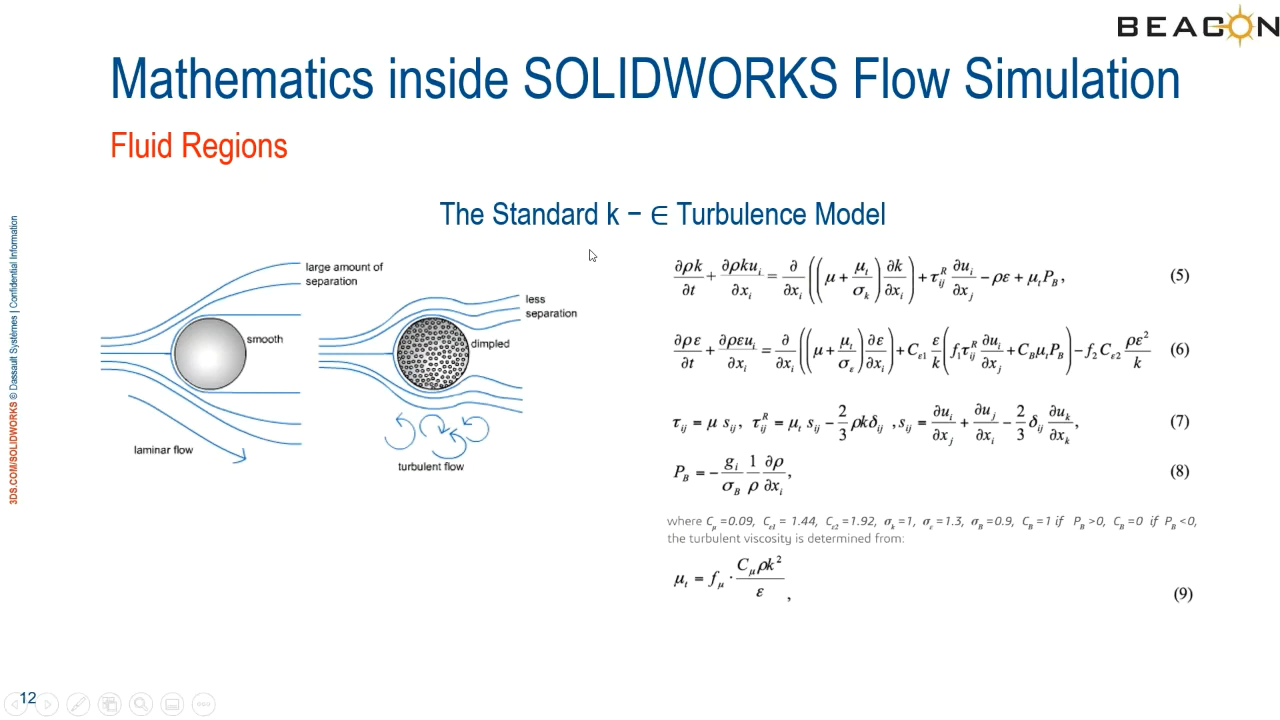 BEACON
Mathematics inside SOLIDWORKS Flow Simulation
Fluid Regions
The Standard k − ∈ Turbulence Model
large amount of
separation
smooth
laminar flow
less
separation
dimpled
turbulent flow
∂ρk/∂t + ∂ρku_i/∂x_i = ∂/∂x_i ((μ + μ_t/σ_k) ∂k/∂x_i) + τ_ij^R ∂u_i/∂x_j − ρε + μ_t P_B, (5)
∂ρε/∂t + ∂ρεu_i/∂x_i = ∂/∂x_i ((μ + μ_t/σ_ε) ∂ε/∂x_i) + C_ε1 ε/k (f_1 τ_ij^R ∂u_i/∂x_j + C_B μ_t P_B) − f_2 C_ε2 ρε²/k (6)
τ_ij = μ s_ij, τ_ij^R = μ_t s_ij − 2/3 ρkδ_ij , s_ij = ∂u_i/∂x_j + ∂u_j/∂x_i − 2/3 δ_ij ∂u_k/∂x_k, (7)
P_B = − g_i/σ_B 1/ρ ∂ρ/∂x_i, (8)
where C_μ =0.09, C_ε1 = 1.44, C_ε2 =1.92, σ_k =1, σ_ε =1.3, σ_B =0.9, C_B =1 if P_B >0, C_B =0 if P_B <0,
the turbulent viscosity is determined from:
μ_t = f_μ · C_μ ρk²/ε , (9)
3DS.COM/SOLIDWORKS © Dassault Systèmes | Confidential Information
12